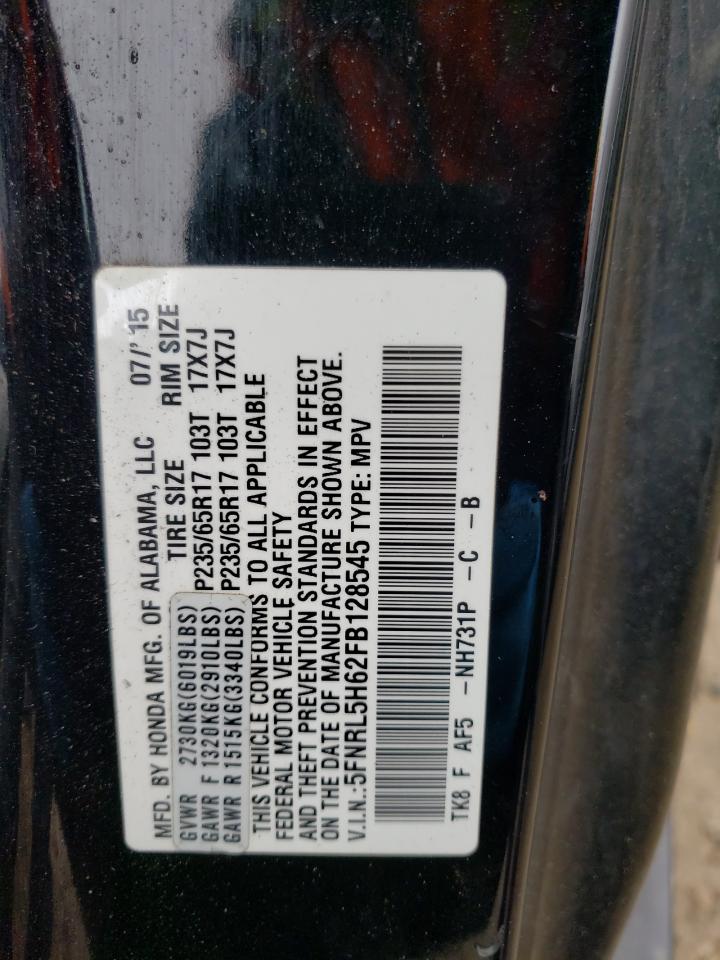 MFD. BY HONDA MFG. OF ALABAMA, LLC 07/'15
TIRE SIZE RIM SIZE
GVWR 2730KG(6019LBS)
GAWR F 1320KG(2910LBS) P235/65R17 103T 17X7J
GAWR R 1515KG(3340LBS) P235/65R17 103T 17X7J
THIS VEHICLE CONFORMS TO ALL APPLICABLE
FEDERAL MOTOR VEHICLE SAFETY
AND THEFT PREVENTION STANDARDS IN EFFECT
ON THE DATE OF MANUFACTURE SHOWN ABOVE.
V.I.N.:5FNRL5H62FB128545 TYPE: MPV
TK8 F AF5 -NH731P -C -B